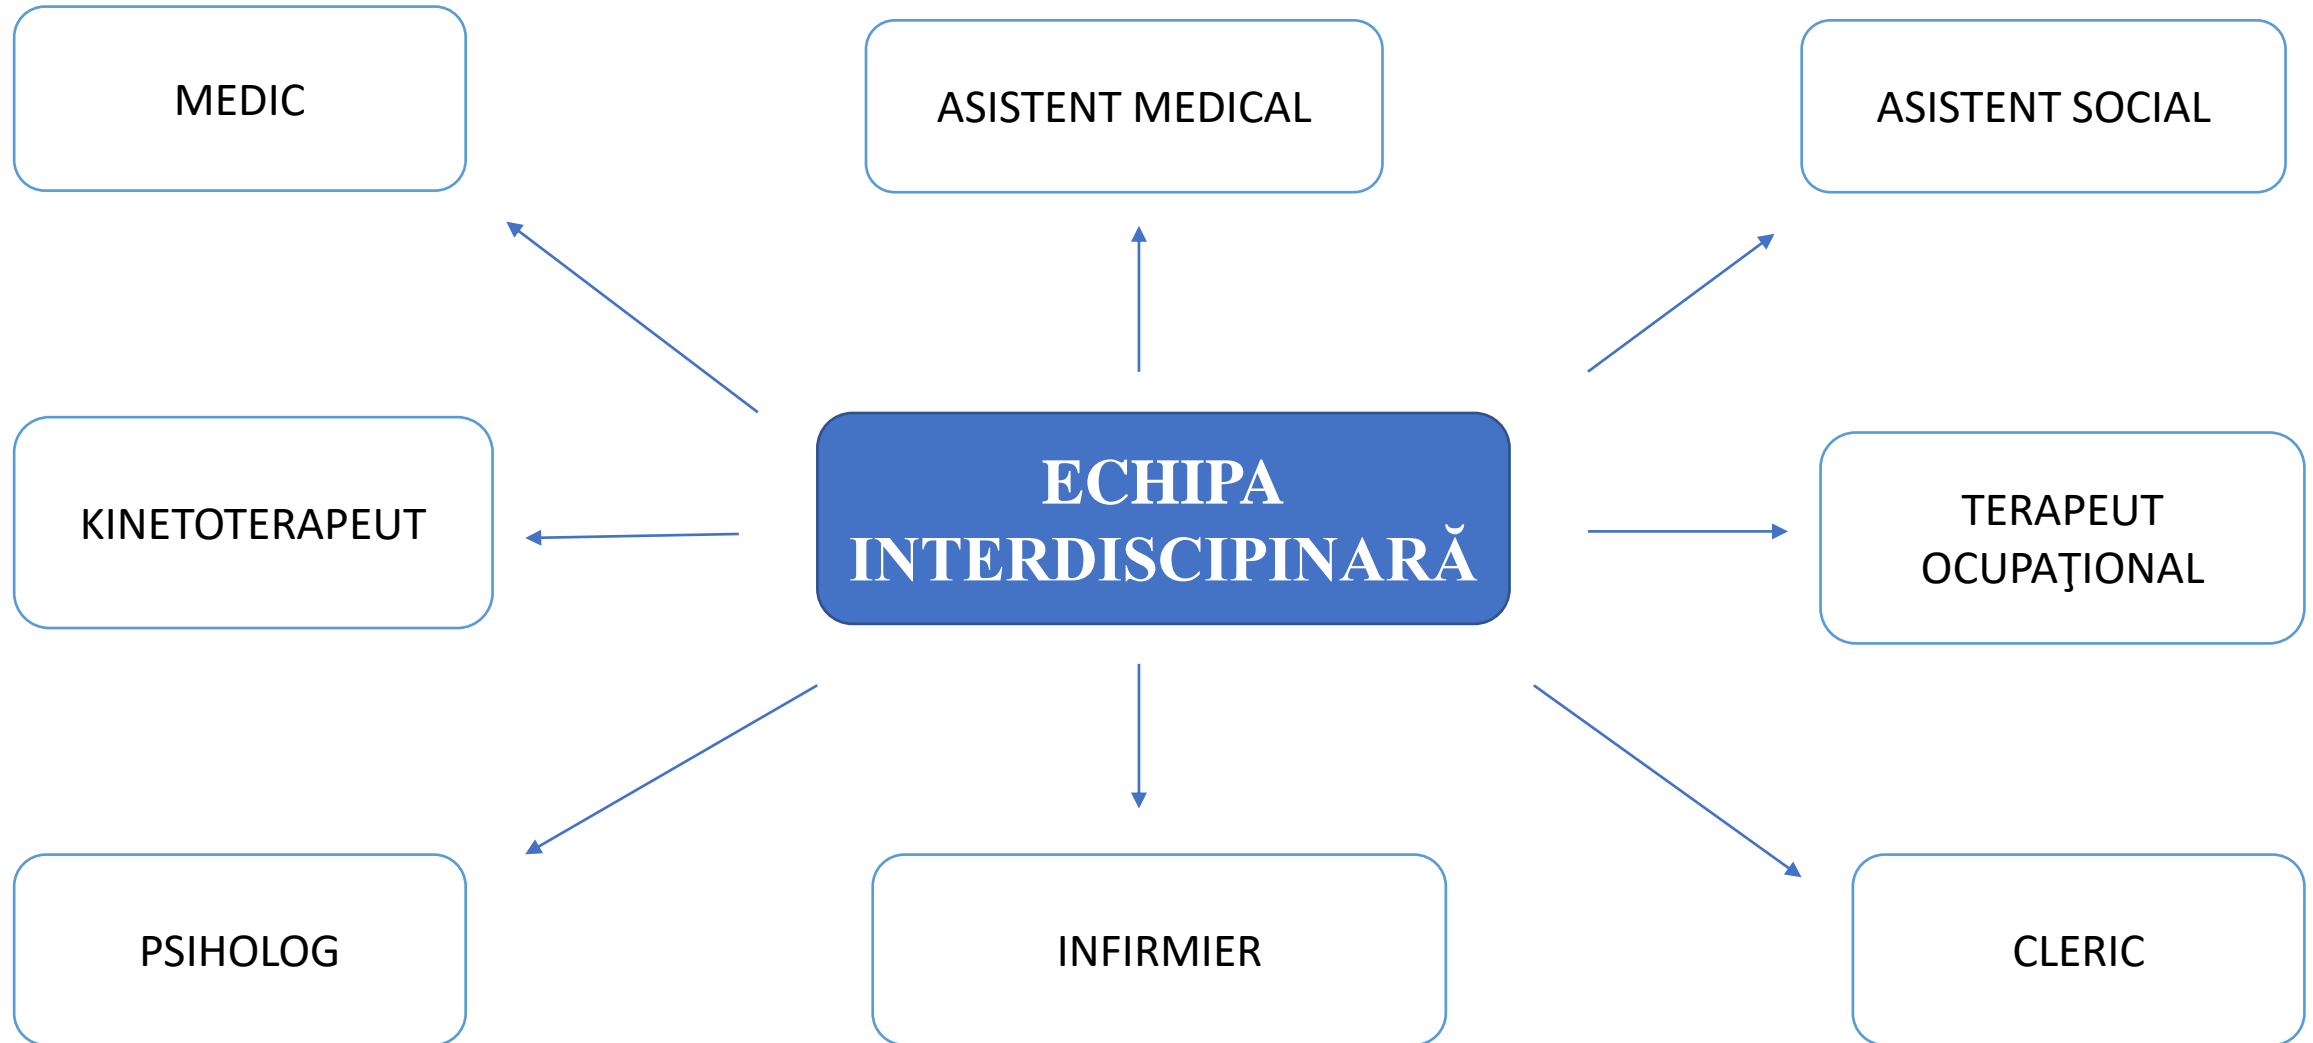 MEDIC
ASISTENT MEDICAL
ASISTENT SOCIAL
KINETOTERAPEUT
ECHIPA
INTERDISCIPINARĂ
TERAPEUT
OCUPAŢIONAL
PSIHOLOG
INFIRMIER
CLERIC